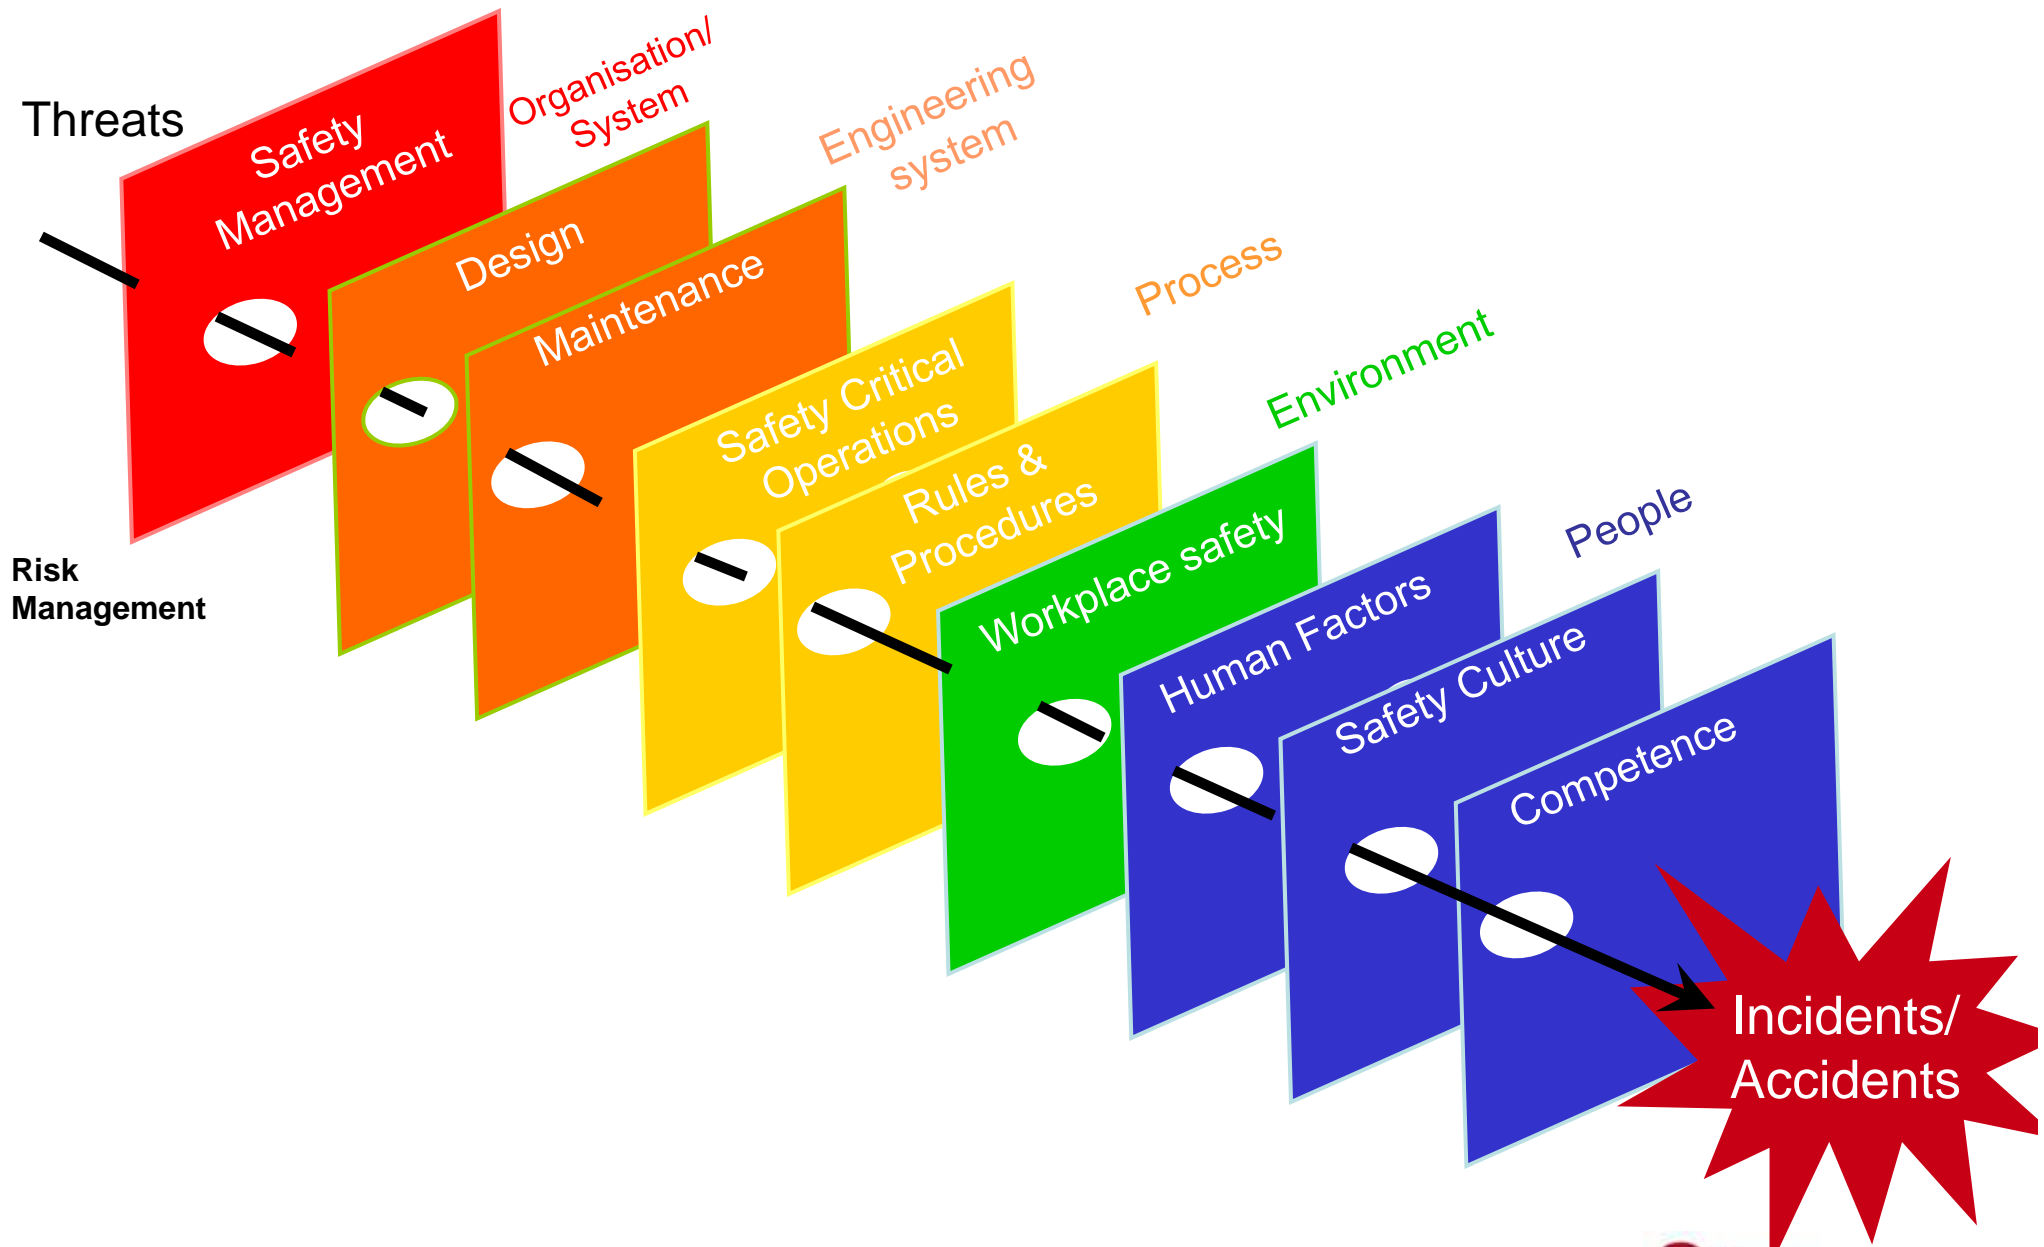 Threats
Safety
Management
Organisation/
System
Design
Engineering
system
Maintenance
Safety Critical
Operations
Process
Rules &
Procedures
Environment
Workplace safety
Human Factors
People
Safety Culture
Competence
Risk
Management
Incidents/
Accidents